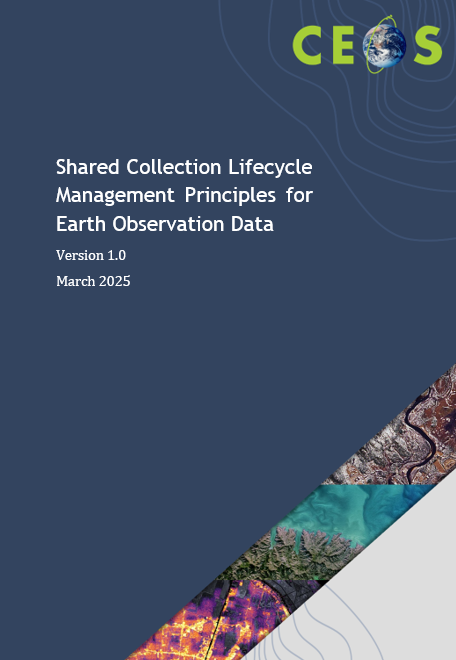 CEOS
Shared Collection Lifecycle
Management Principles for
Earth Observation Data
Version 1.0
March 2025